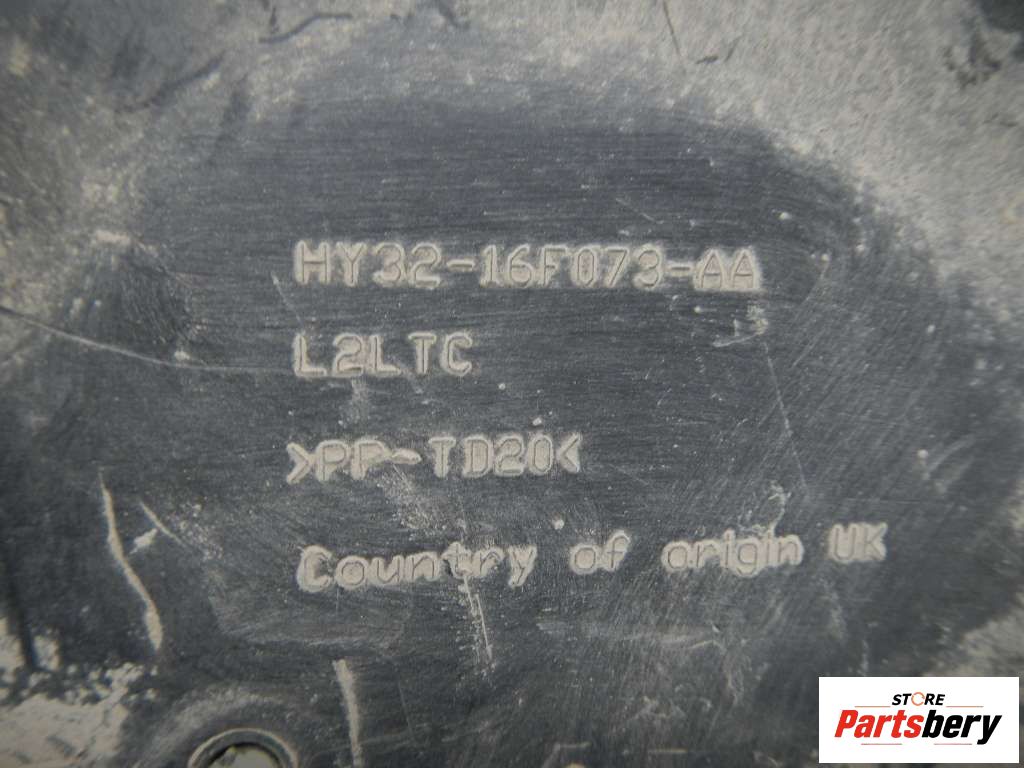 HY32-16F073-AA
L2LTC
>PP-TD20<
Country of origin UK
STORE
Partsbery